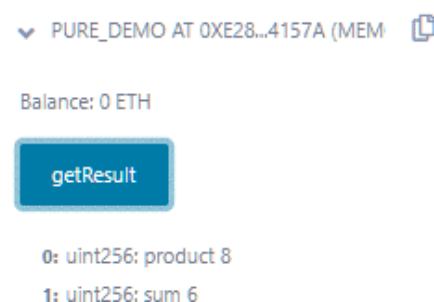 PURE_DEMO AT 0XE28...4157A (MEM
Balance: 0 ETH
getResult
0: uint256: product 8
1: uint256: sum 6